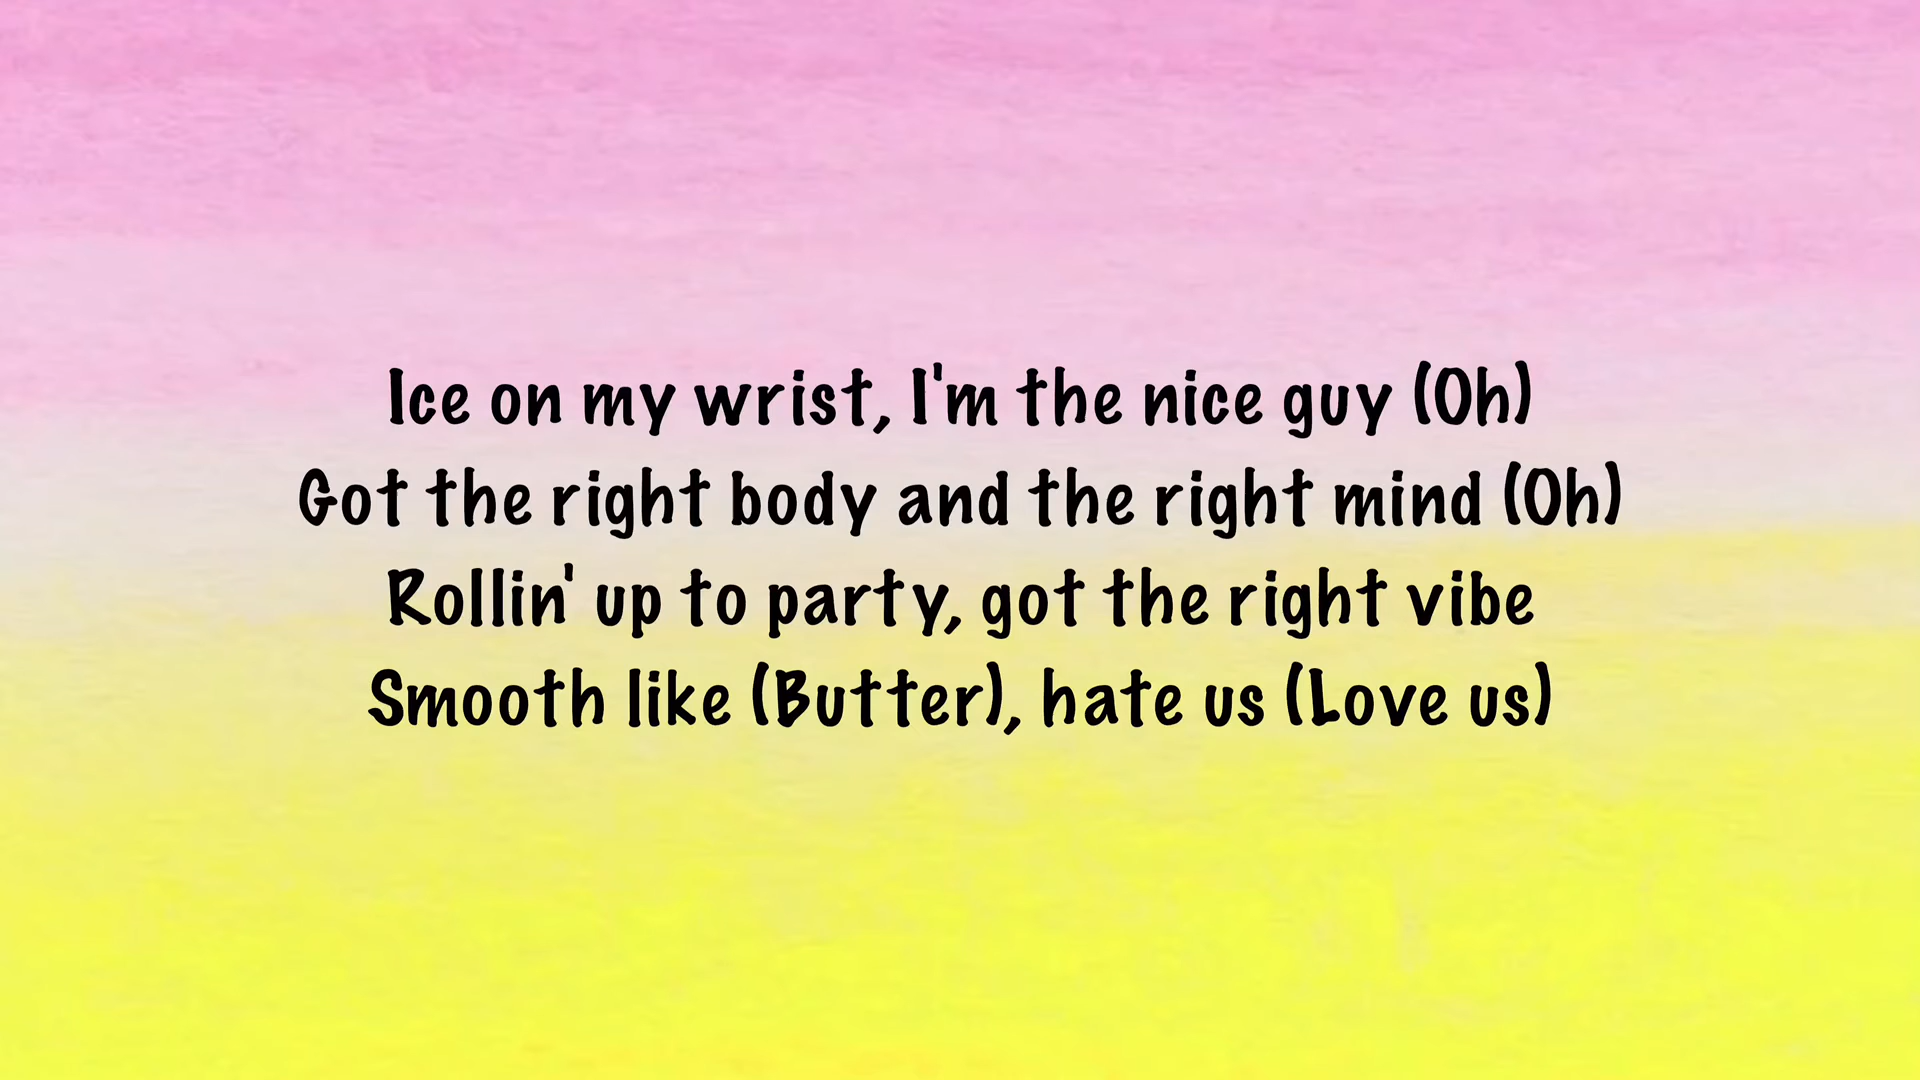 Ice on my wrist, I'm the nice guy (Oh)
Got the right body and the right mind (Oh)
Rollin' up to party, got the right vibe
Smooth like (Butter), hate us (Love us)